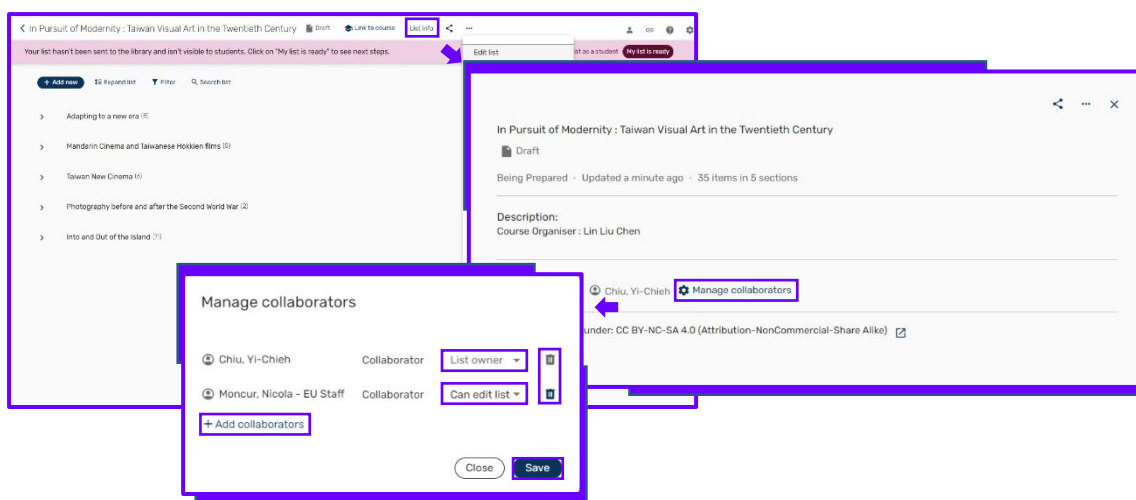 In Pursuit of Modernity : Taiwan Visual Art in the Twentieth Century Draft Link to course List info ...
Your list hasn't been sent to the library and isn't visible to students. Click on "My list is ready" to see next steps. Edit list st as a student My list is ready
+ Add new Expand list Filter Search list
Adapting to a new era (8)
Mandarin Cinema and Taiwanese Hokkien films
Taiwan New Cinema
Photography before and after the Second World War (2)
Into and Out of the Island
In Pursuit of Modernity : Taiwan Visual Art in the Twentieth Century
Draft
Being Prepared · Updated a minute ago · 35 items in 5 sections
Description:
Course Organiser : Lin Liu Chen
Chiu, Yi-Chieh Manage collaborators
under: CC BY-NC-SA 4.0 (Attribution-NonCommercial-Share Alike)
Manage collaborators
Chiu, Yi-Chieh Collaborator List owner
Moncur, Nicola - EU Staff Collaborator Can edit list
+ Add collaborators
Close Save